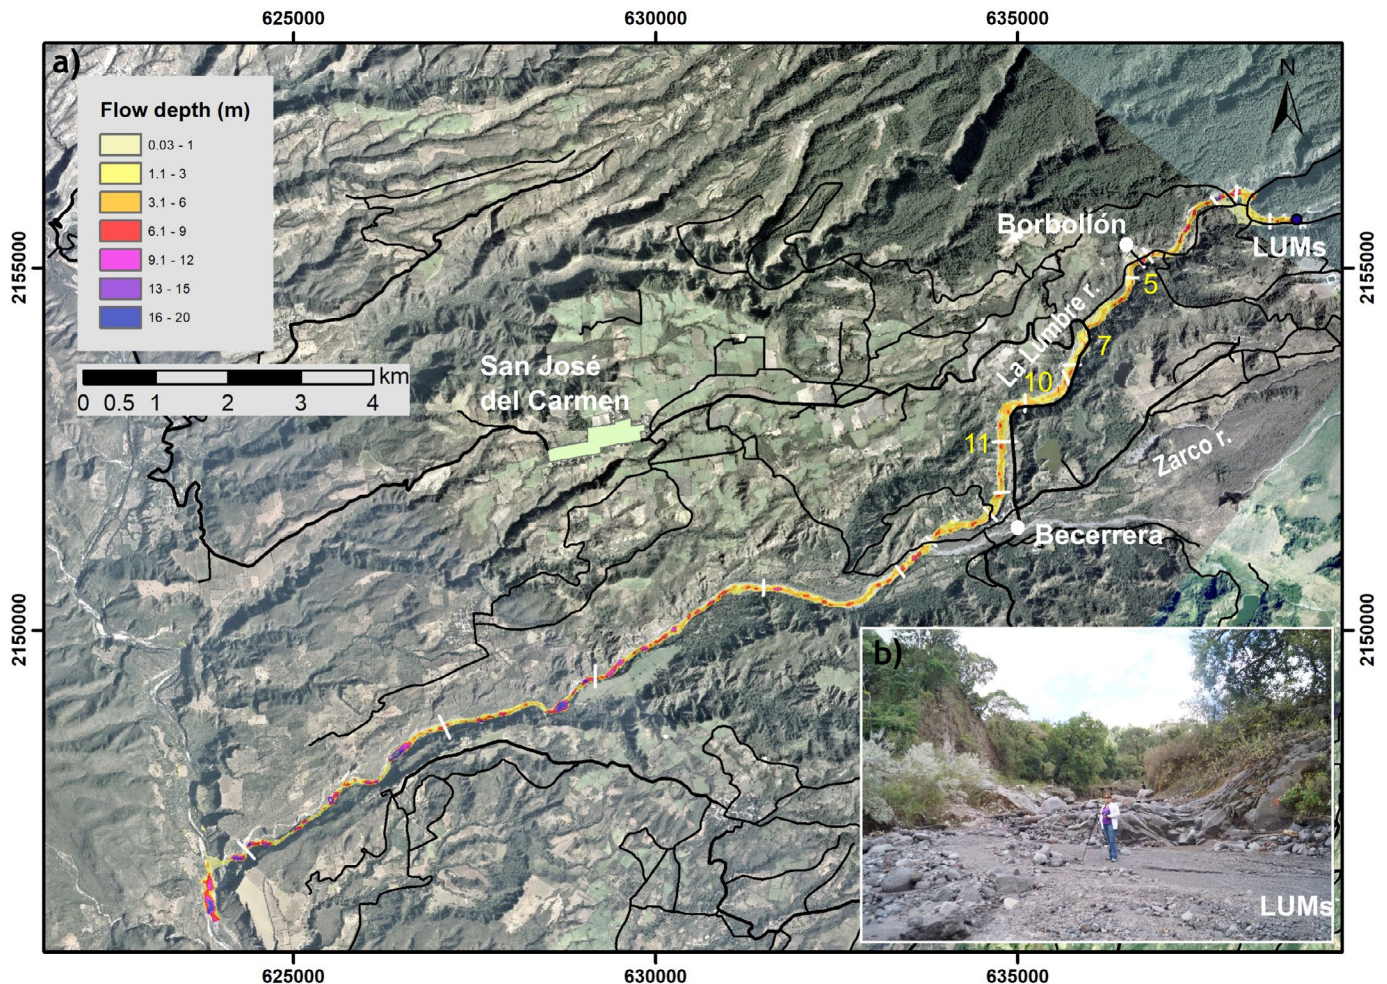 625000
630000
635000
a)
N
Flow depth (m)
0.03 - 1
1.1 - 3
3.1 - 6
6.1 - 9
9.1 - 12
13 - 15
16 - 20
2155000
2155000
Borbollón
LUMs
5
La Lumbre r.
7
km
0 0.5 1 2 3 4
San José
del Carmen
10
11
Zarco r.
Becerrera
2150000
2150000
b)
LUMs
625000
630000
635000